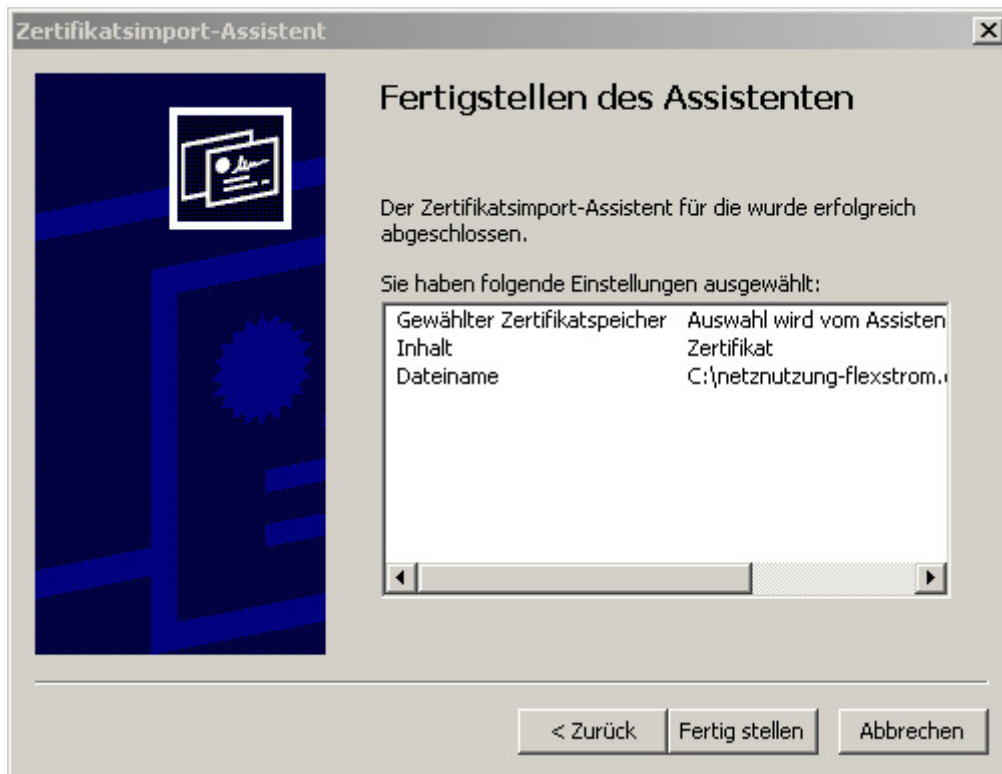 Zertifikatsimport-Assistent
Fertigstellen des Assistenten
Der Zertifikatsimport-Assistent für die wurde erfolgreich
abgeschlossen.
Sie haben folgende Einstellungen ausgewählt:
Gewählter Zertifikatspeicher Auswahl wird vom Assisten
Inhalt Zertifikat
Dateiname C:\netznutzung-flexstrom.
< Zurück Fertig stellen Abbrechen